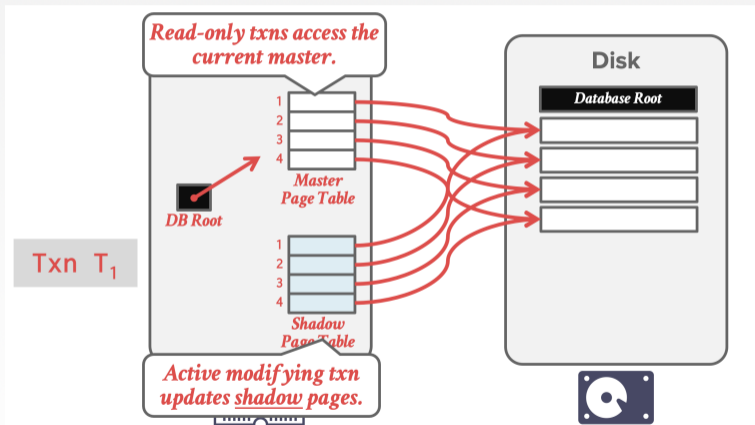 Read-only txns access the
current master.
1
2
3
4
Master
Page Table
DB Root
Txn T₁
1
2
3
4
Shadow
Page Table
Active modifying txn
updates shadow pages.
Disk
Database Root